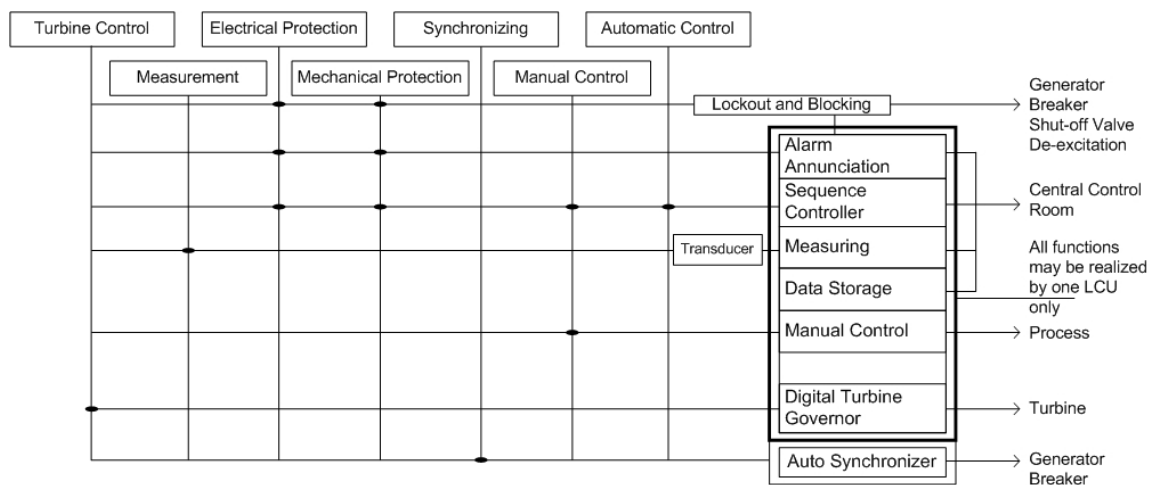 Turbine Control
Electrical Protection
Synchronizing
Automatic Control
Measurement
Mechanical Protection
Manual Control
Lockout and Blocking
Generator
Breaker
Shut-off Valve
De-excitation
Alarm
Annunciation
Sequence
Controller
Central Control
Room
Transducer
Measuring
All functions
may be realized
by one LCU
only
Data Storage
Manual Control
Process
Digital Turbine
Governor
Turbine
Auto Synchronizer
Generator
Breaker